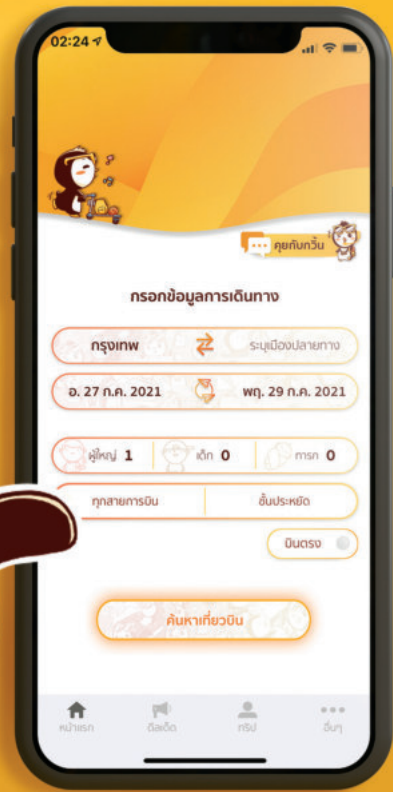 02:24
คุยกับกวิ้น
กรอกข้อมูลการเดินทาง
กรุงเทพ ระบุเมืองปลายทาง
อ. 27 ก.ค. 2021 พฤ. 29 ก.ค. 2021
ผู้ใหญ่ 1 เด็ก 0 ทารก 0
ทุกสายการบิน ชั้นประหยัด
บินตรง
ค้นหาเที่ยวบิน
หน้าแรก ดีลเด็ด ทริป อื่นๆ